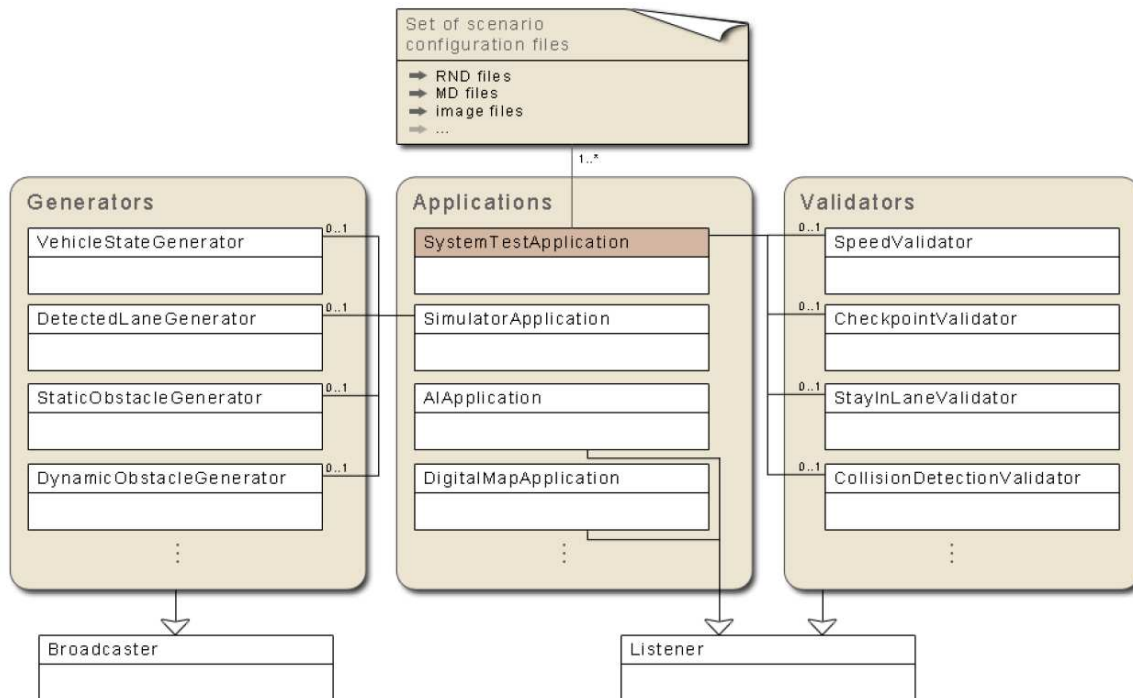 Set of scenario
configuration files
RND files
MD files
image files
...
1..*
Generators
VehicleStateGenerator
0..1
DetectedLaneGenerator
0..1
StaticObstacleGenerator
0..1
DynamicObstacleGenerator
0..1
Applications
SystemTestApplication
SimulatorApplication
AIApplication
DigitalMapApplication
Validators
0..1
SpeedValidator
0..1
CheckpointValidator
0..1
StayInLaneValidator
0..1
CollisionDetectionValidator
Broadcaster
Listener